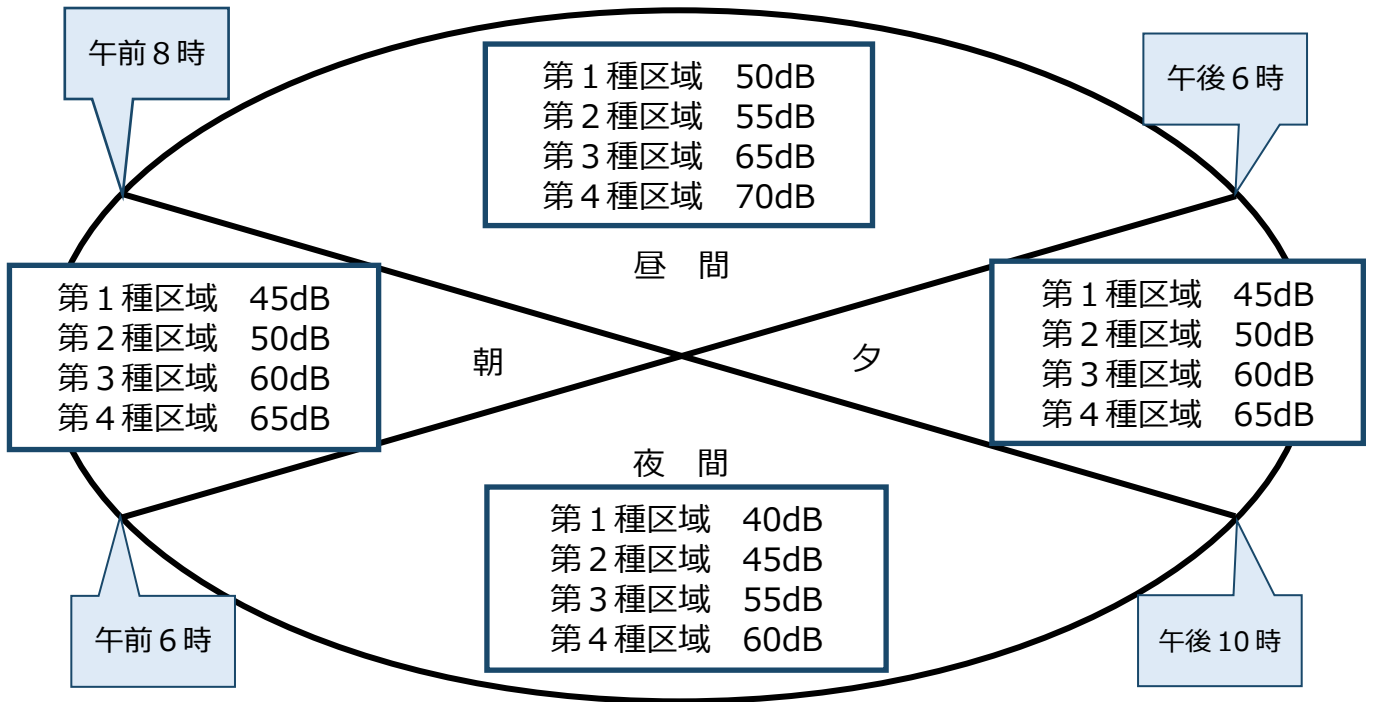 午前８時
第１種区域　50dB
第２種区域　55dB
第３種区域　65dB
第４種区域　70dB
午後６時
昼　間
第１種区域　45dB
第２種区域　50dB
第３種区域　60dB
第４種区域　65dB
朝
夕
第１種区域　45dB
第２種区域　50dB
第３種区域　60dB
第４種区域　65dB
夜　間
第１種区域　40dB
第２種区域　45dB
第３種区域　55dB
第４種区域　60dB
午前６時
午後10時